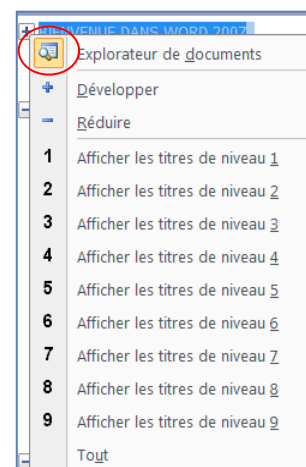 BIENVENUE DANS WORD 2007
Explorateur de documents
Développer
Réduire
1 Afficher les titres de niveau 1
2 Afficher les titres de niveau 2
3 Afficher les titres de niveau 3
4 Afficher les titres de niveau 4
5 Afficher les titres de niveau 5
6 Afficher les titres de niveau 6
7 Afficher les titres de niveau 7
8 Afficher les titres de niveau 8
9 Afficher les titres de niveau 9
Tout